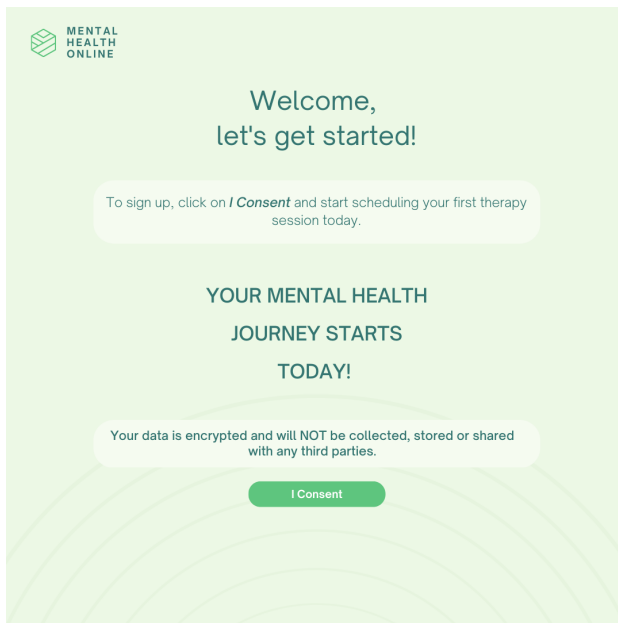 MENTAL
HEALTH
ONLINE
Welcome,
let's get started!
To sign up, click on I Consent and start scheduling your first therapy
session today.
YOUR MENTAL HEALTH
JOURNEY STARTS
TODAY!
Your data is encrypted and will NOT be collected, stored or shared
with any third parties.
I Consent